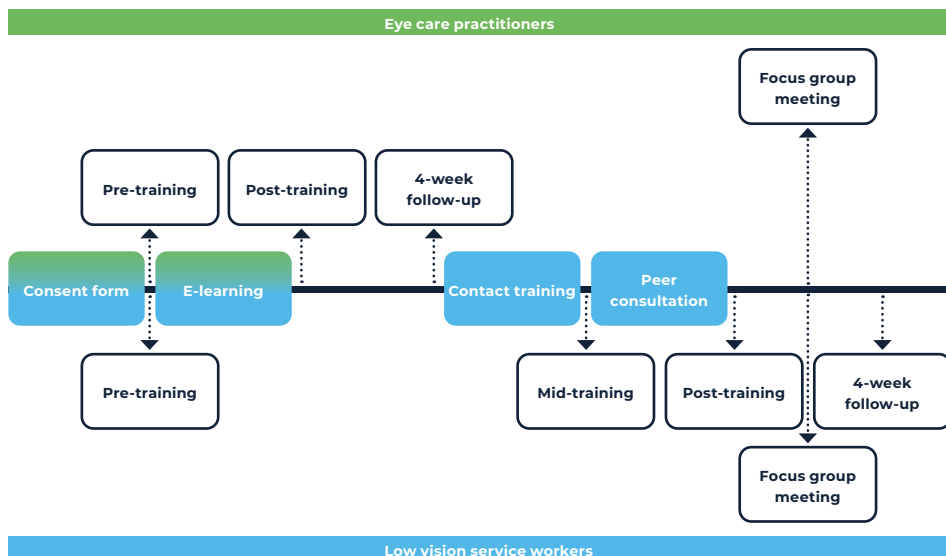 Eye care practitioners
Focus group
meeting
Pre-training
Post-training
4-week
follow-up
Consent form
E-learning
Contact training
Peer
consultation
Pre-training
Mid-training
Post-training
4-week
follow-up
Focus group
meeting
Low vision service workers